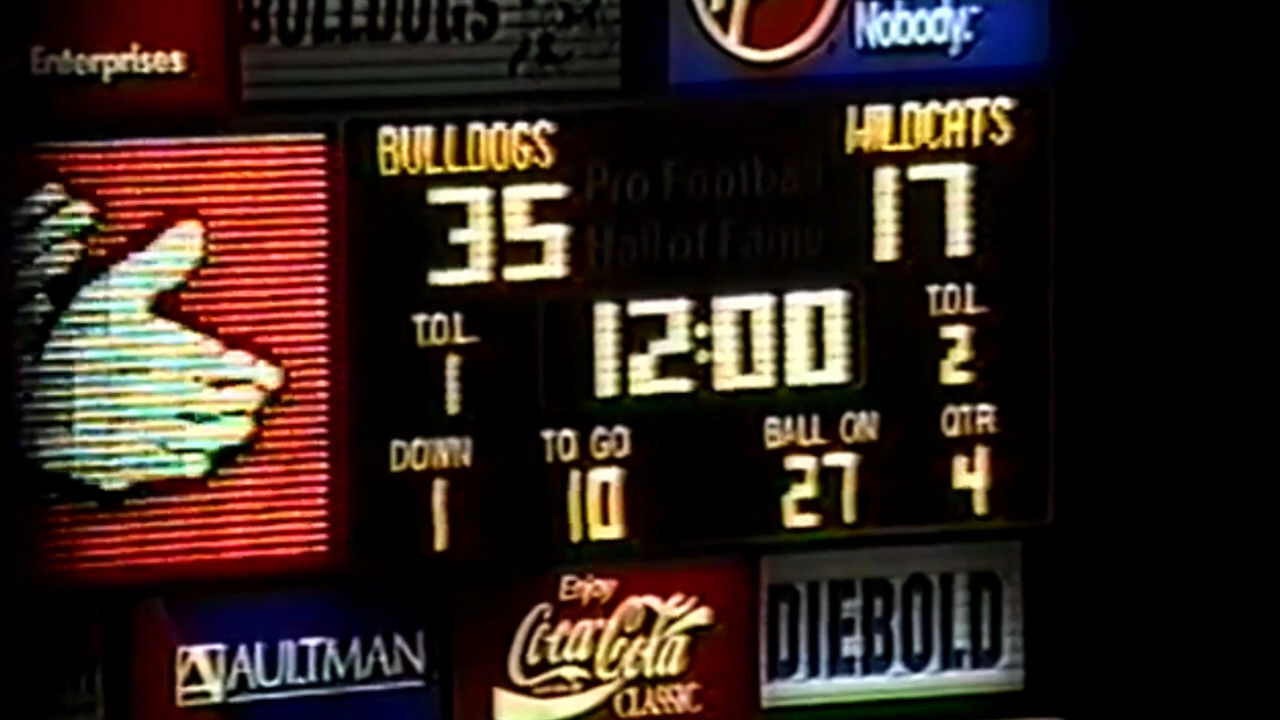 Enterprises
BULLDOGS
Nobody.
BULLDOGS
WILDCATS
35
Pro Football
Hall of Fame
17
T.O.L.
1
12:00
T.O.L.
2
DOWN
TO GO
BALL ON
QTR
1
10
27
4
AULTMAN
Enjoy
Coca-Cola
CLASSIC
DIEBOLD